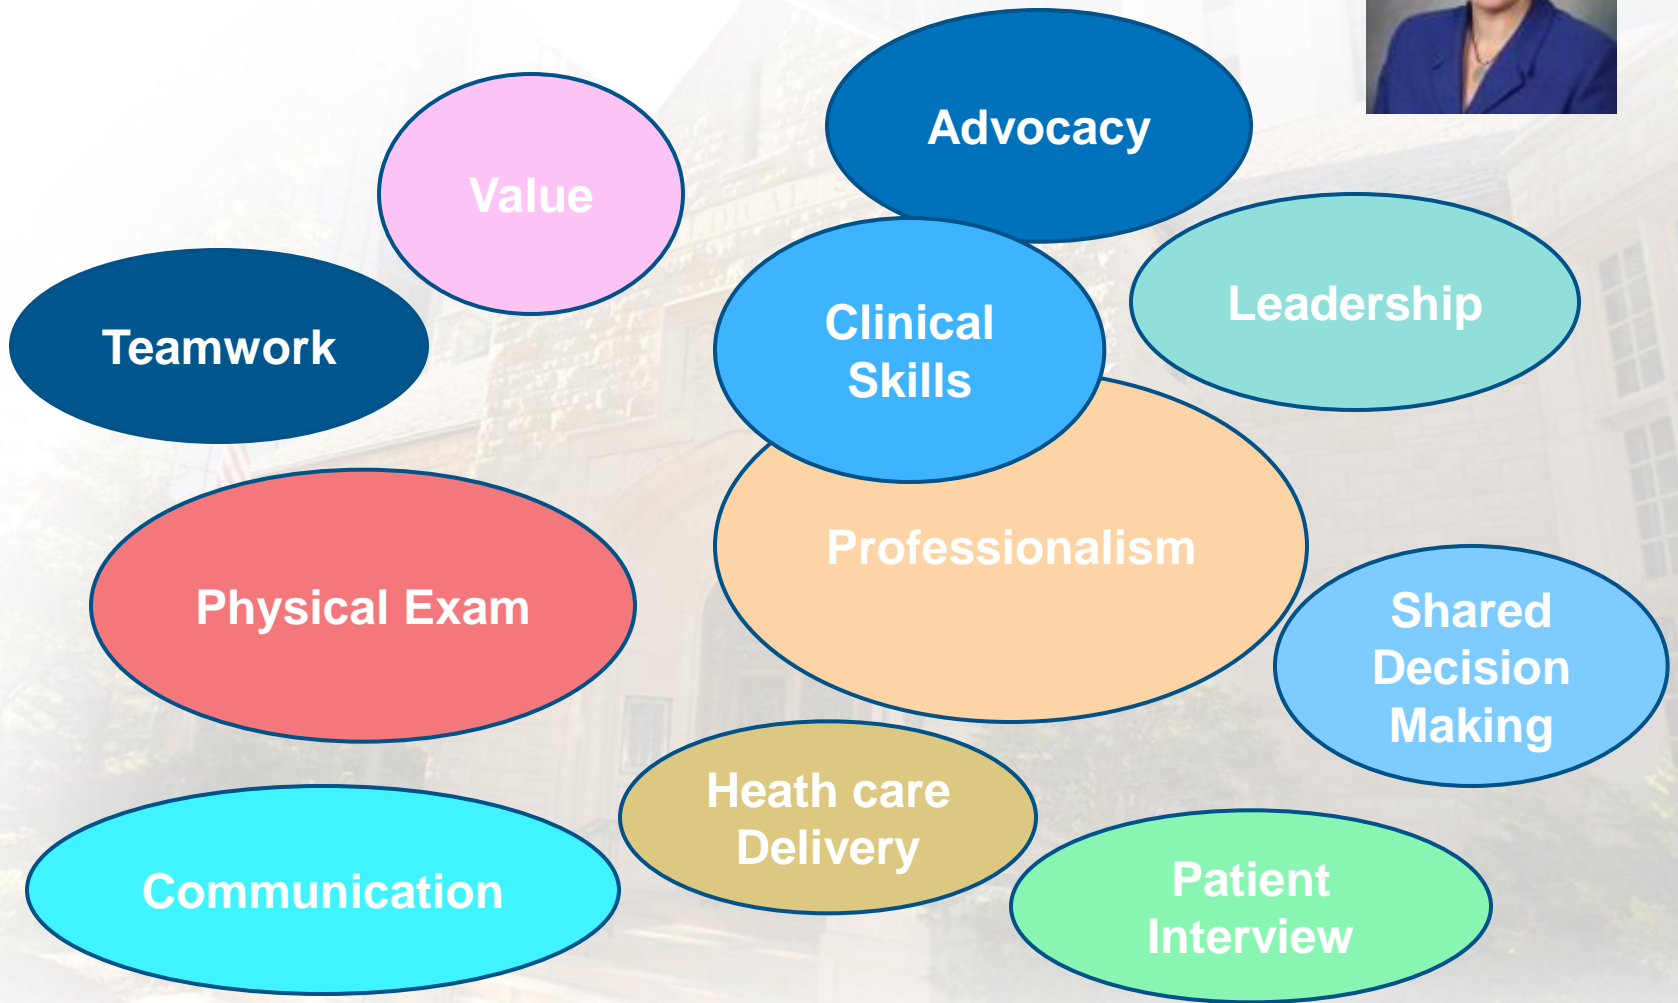 Advocacy
Value
Leadership
Clinical
Skills
Teamwork
Professionalism
Physical Exam
Shared
Decision
Making
Heath care
Delivery
Communication
Patient
Interview